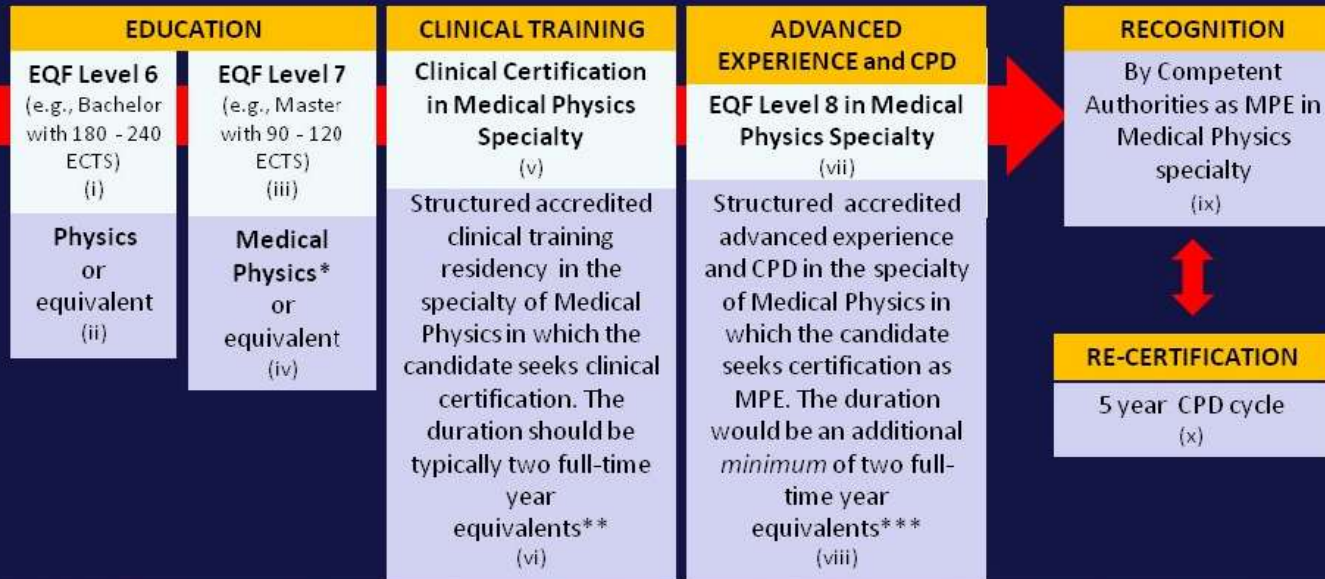 EDUCATION
EQF Level 6
(e.g., Bachelor
with 180 - 240
ECTS)
(i)
Physics
or
equivalent
(ii)
EQF Level 7
(e.g., Master
with 90 - 120
ECTS)
(iii)
Medical
Physics*
or
equivalent
(iv)
CLINICAL TRAINING
Clinical Certification
in Medical Physics
Specialty
(v)
Structured accredited
clinical training
residency in the
specialty of Medical
Physics in which the
candidate seeks clinical
certification. The
duration should be
typically two full-time
year
equivalents**
(vi)
ADVANCED
EXPERIENCE and CPD
EQF Level 8 in Medical
Physics Specialty
(vii)
Structured accredited
advanced experience
and CPD in the specialty
of Medical Physics in
which the candidate
seeks certification as
MPE. The duration
would be an additional
minimum of two full-
time year
equivalents***
(viii)
RECOGNITION
By Competent
Authorities as MPE in
Medical Physics
specialty
(ix)
RE-CERTIFICATION
5 year CPD cycle
(x)